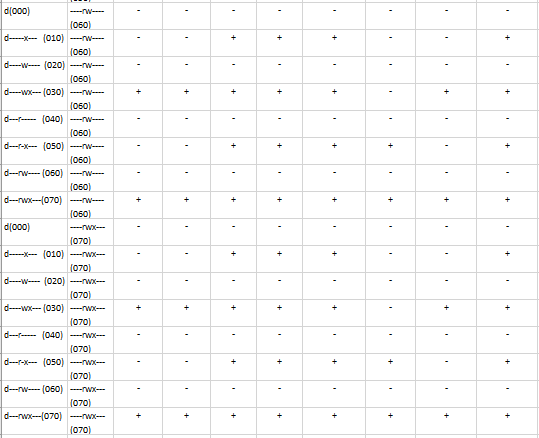 d(000) ----rw---- - - - - - - - -
(060)
d-----x--- (010) ----rw---- - - + + + - - +
(060)
d----w---- (020) ----rw---- - - - - - - - -
(060)
d----wx--- (030) ----rw---- + + + + + - + +
(060)
d---r----- (040) ----rw---- - - - - - - - -
(060)
d---r-x--- (050) ----rw---- - - + + + + - +
(060)
d---rw---- (060) ----rw---- - - - - - - - -
(060)
d---rwx---(070) ----rw---- + + + + + + + +
(060)
d(000) ----rwx--- - - - - - - - -
(070)
d-----x--- (010) ----rwx--- - - + + + - - +
(070)
d----w---- (020) ----rwx--- - - - - - - - -
(070)
d----wx--- (030) ----rwx--- + + + + + - + +
(070)
d---r----- (040) ----rwx--- - - - - - - - -
(070)
d---r-x--- (050) ----rwx--- - - + + + + - +
(070)
d---rw---- (060) ----rwx--- - - - - - - - -
(070)
d---rwx---(070) ----rwx--- + + + + + + + +
(070)